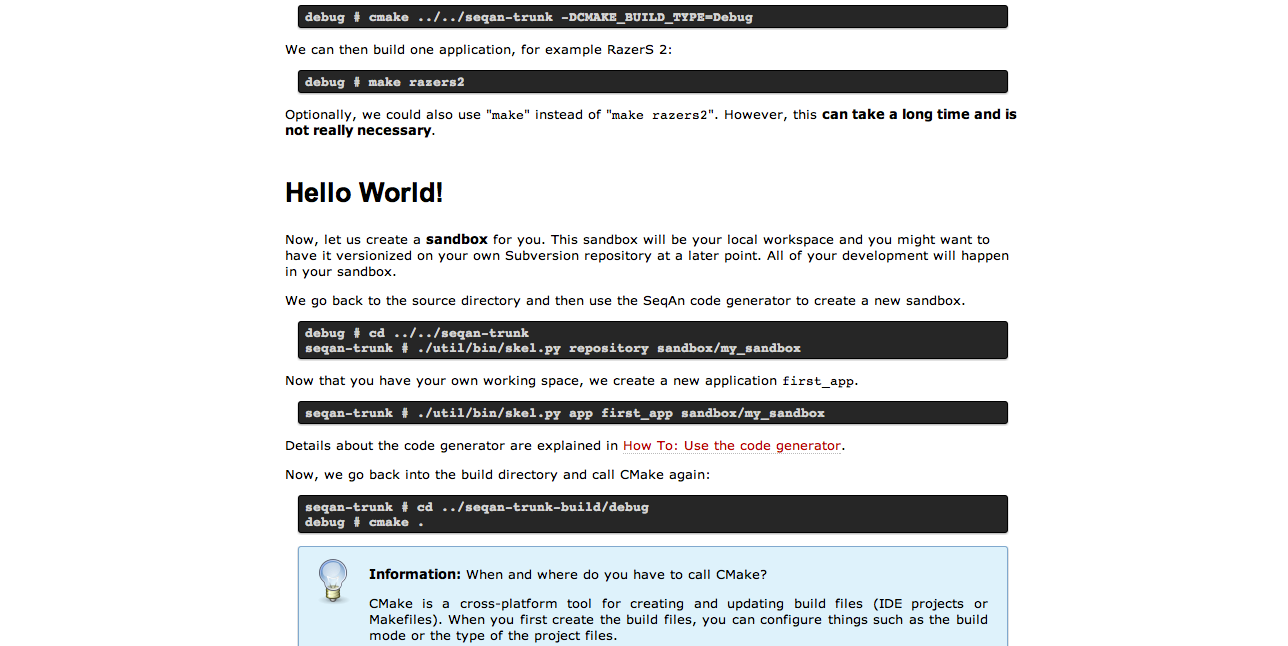 debug # cmake ../../seqan-trunk -DCMAKE_BUILD_TYPE=Debug
We can then build one application, for example RazerS 2:
debug # make razers2
Optionally, we could also use "make" instead of "make razers2". However, this can take a long time and is
not really necessary.
Hello World!
Now, let us create a sandbox for you. This sandbox will be your local workspace and you might want to
have it versionized on your own Subversion repository at a later point. All of your development will happen
in your sandbox.
We go back to the source directory and then use the SeqAn code generator to create a new sandbox.
debug # cd ../../seqan-trunk
seqan-trunk # ./util/bin/skel.py repository sandbox/my_sandbox
Now that you have your own working space, we create a new application first_app.
seqan-trunk # ./util/bin/skel.py app first_app sandbox/my_sandbox
Details about the code generator are explained in How To: Use the code generator.
Now, we go back into the build directory and call CMake again:
seqan-trunk # cd ../seqan-trunk-build/debug
debug # cmake .
Information: When and where do you have to call CMake?
CMake is a cross-platform tool for creating and updating build files (IDE projects or
Makefiles). When you first create the build files, you can configure things such as the build
mode or the type of the project files.